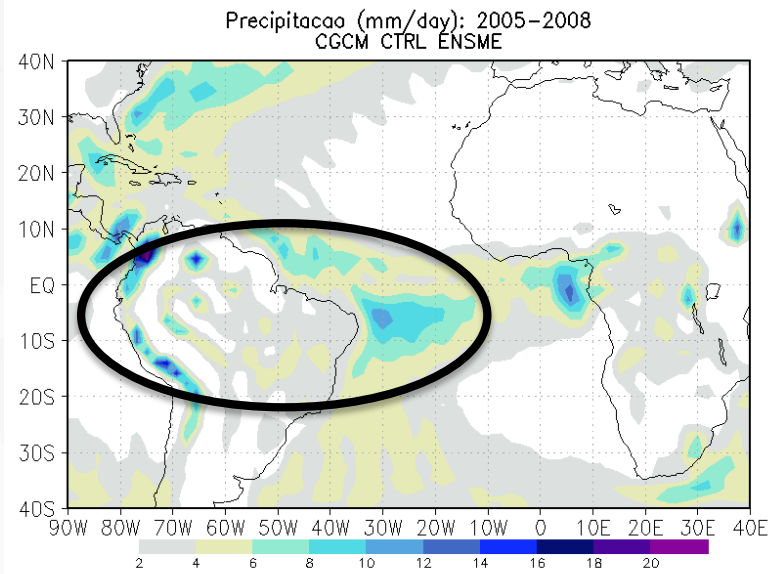 Precipitacao (mm/day): 2005-2008
CGCM CTRL ENSME
40N
30N
20N
10N
EQ
10S
20S
30S
40S
90W 80W 70W 60W 50W 40W 30W 20W 10W 0 10E 20E 30E 40E
2 4 6 8 10 12 14 16 18 20